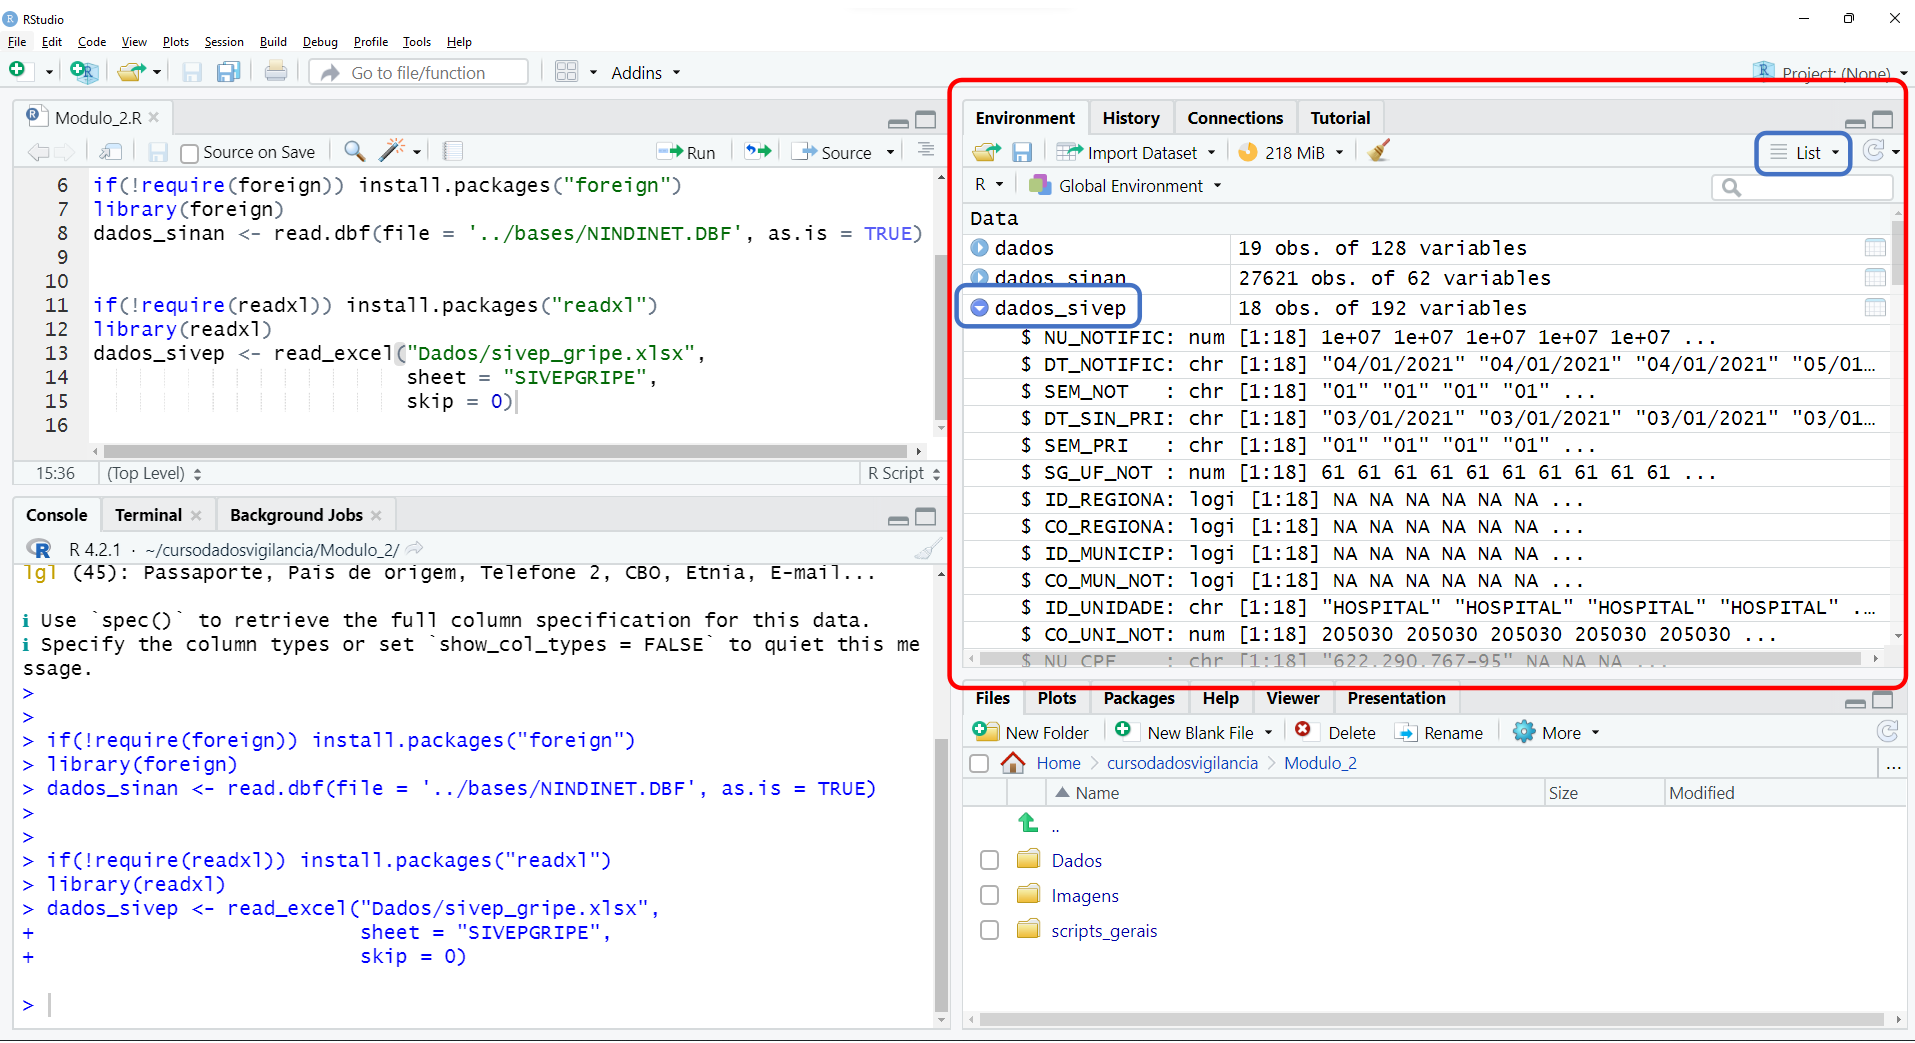 RStudio
File Edit Code View Plots Session Build Debug Profile Tools Help
Go to file/function Addins Project: (None)
Modulo_2.R
Source on Save Run Source
6 if(!require(foreign)) install.packages("foreign")
7 library(foreign)
8 dados_sinan <- read.dbf(file = '../bases/NINDINET.DBF', as.is = TRUE)
9
10
11 if(!require(readxl)) install.packages("readxl")
12 library(readxl)
13 dados_sivep <- read_excel("Dados/sivep_gripe.xlsx",
14 sheet = "SIVEPGRIPE",
15 skip = 0)
16
15:36 (Top Level) R Script
Console Terminal Background Jobs
R 4.2.1 · ~/cursodadosvigilancia/Modulo_2/
lgl (45): Passaporte, País de origem, Telefone 2, CBO, Etnia, E-mail...
i Use `spec()` to retrieve the full column specification for this data.
i Specify the column types or set `show_col_types = FALSE` to quiet this me
ssage.
>
>
> if(!require(foreign)) install.packages("foreign")
> library(foreign)
> dados_sinan <- read.dbf(file = '../bases/NINDINET.DBF', as.is = TRUE)
>
>
> if(!require(readxl)) install.packages("readxl")
> library(readxl)
> dados_sivep <- read_excel("Dados/sivep_gripe.xlsx",
+ sheet = "SIVEPGRIPE",
+ skip = 0)
>
Environment History Connections Tutorial
Import Dataset 218 MiB List
R Global Environment
Data
dados 19 obs. of 128 variables
dados_sinan 27621 obs. of 62 variables
dados_sivep 18 obs. of 192 variables
$ NU_NOTIFIC: num [1:18] 1e+07 1e+07 1e+07 1e+07 1e+07 ...
$ DT_NOTIFIC: chr [1:18] "04/01/2021" "04/01/2021" "04/01/2021" "05/01…
$ SEM_NOT : chr [1:18] "01" "01" "01" "01" ...
$ DT_SIN_PRI: chr [1:18] "03/01/2021" "03/01/2021" "03/01/2021" "03/01…
$ SEM_PRI : chr [1:18] "01" "01" "01" "01" ...
$ SG_UF_NOT : num [1:18] 61 61 61 61 61 61 61 61 61 61 ...
$ ID_REGIONA: logi [1:18] NA NA NA NA NA NA ...
$ CO_REGIONA: logi [1:18] NA NA NA NA NA NA ...
$ ID_MUNICIP: logi [1:18] NA NA NA NA NA NA ...
$ CO_MUN_NOT: logi [1:18] NA NA NA NA NA NA ...
$ ID_UNIDADE: chr [1:18] "HOSPITAL" "HOSPITAL" "HOSPITAL" "HOSPITAL" .…
$ CO_UNI_NOT: num [1:18] 205030 205030 205030 205030 205030 ...
$ NU_CPF : chr [1:18] "622.290.767-95" NA NA NA ...
Files Plots Packages Help Viewer Presentation
New Folder New Blank File Delete Rename More
Home cursodadosvigilancia Modulo_2 ...
Name Size Modified
..
Dados
Imagens
scripts_gerais